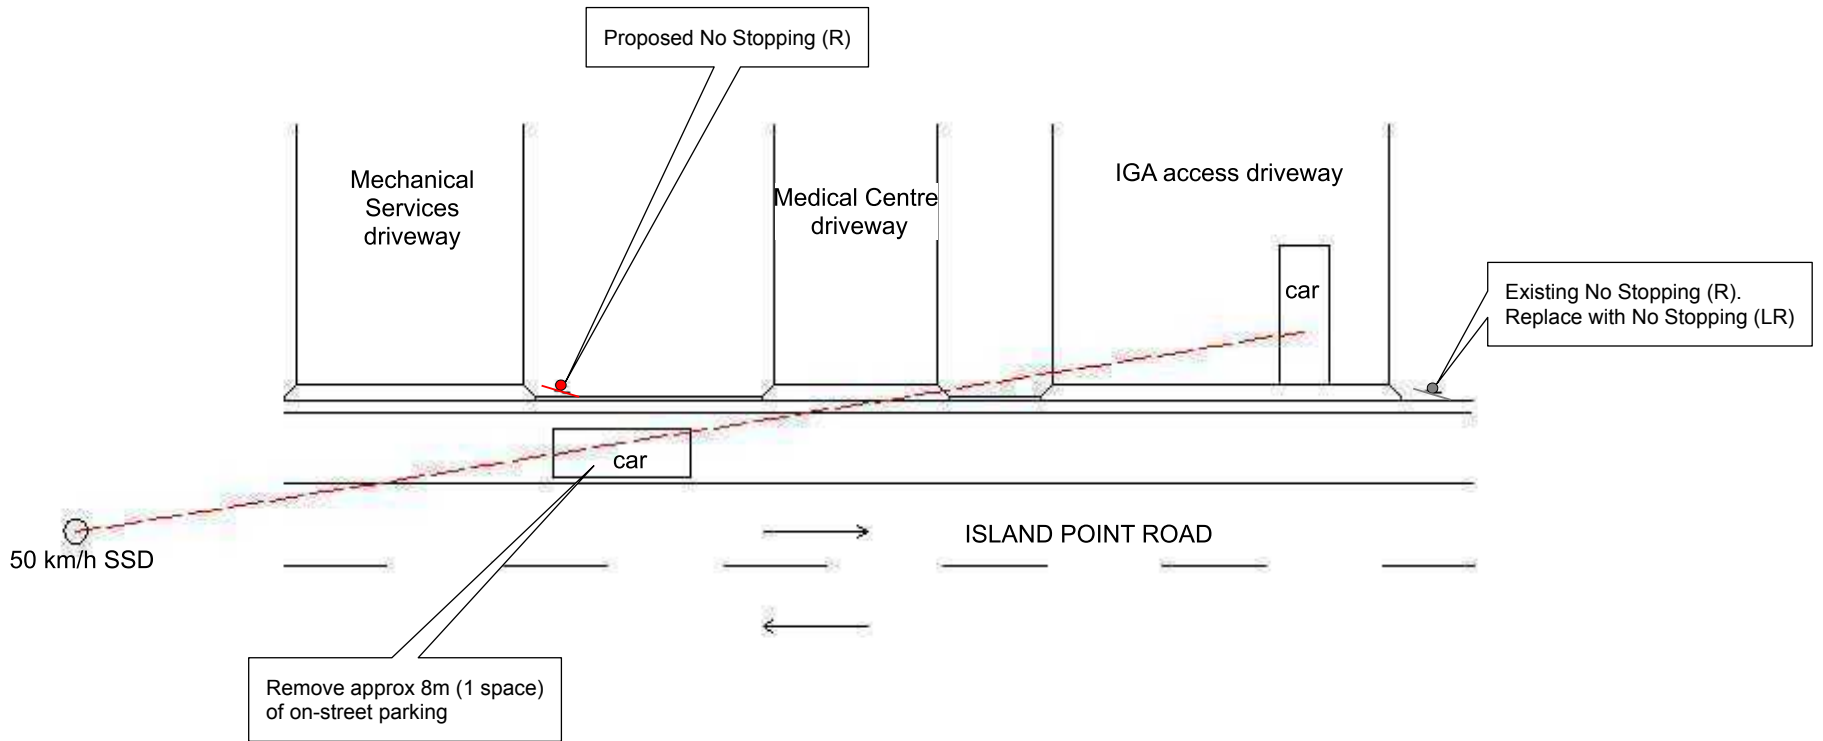 Proposed No Stopping (R)
Mechanical
Services
driveway
Medical Centre
driveway
IGA access driveway
car
Existing No Stopping (R).
Replace with No Stopping (LR)
car
50 km/h SSD
ISLAND POINT ROAD
Remove approx 8m (1 space)
of on-street parking